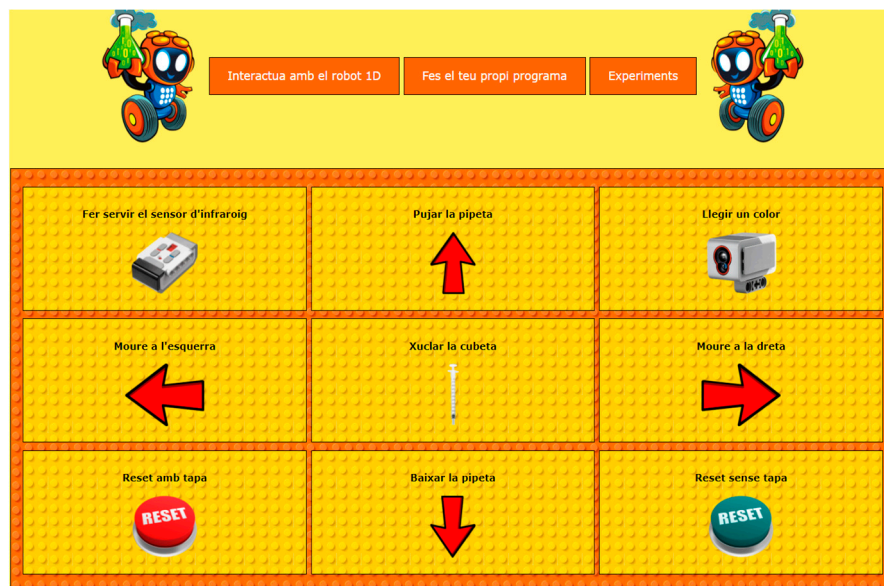 Interactua amb el robot 1D
Fes el teu propi programa
Experiments
Fer servir el sensor d'infraroig
Pujar la pipeta
Llegir un color
Moure a l'esquerra
Xuclar la cubeta
Moure a la dreta
Reset amb tapa
Baixar la pipeta
Reset sense tapa
RESET
RESET